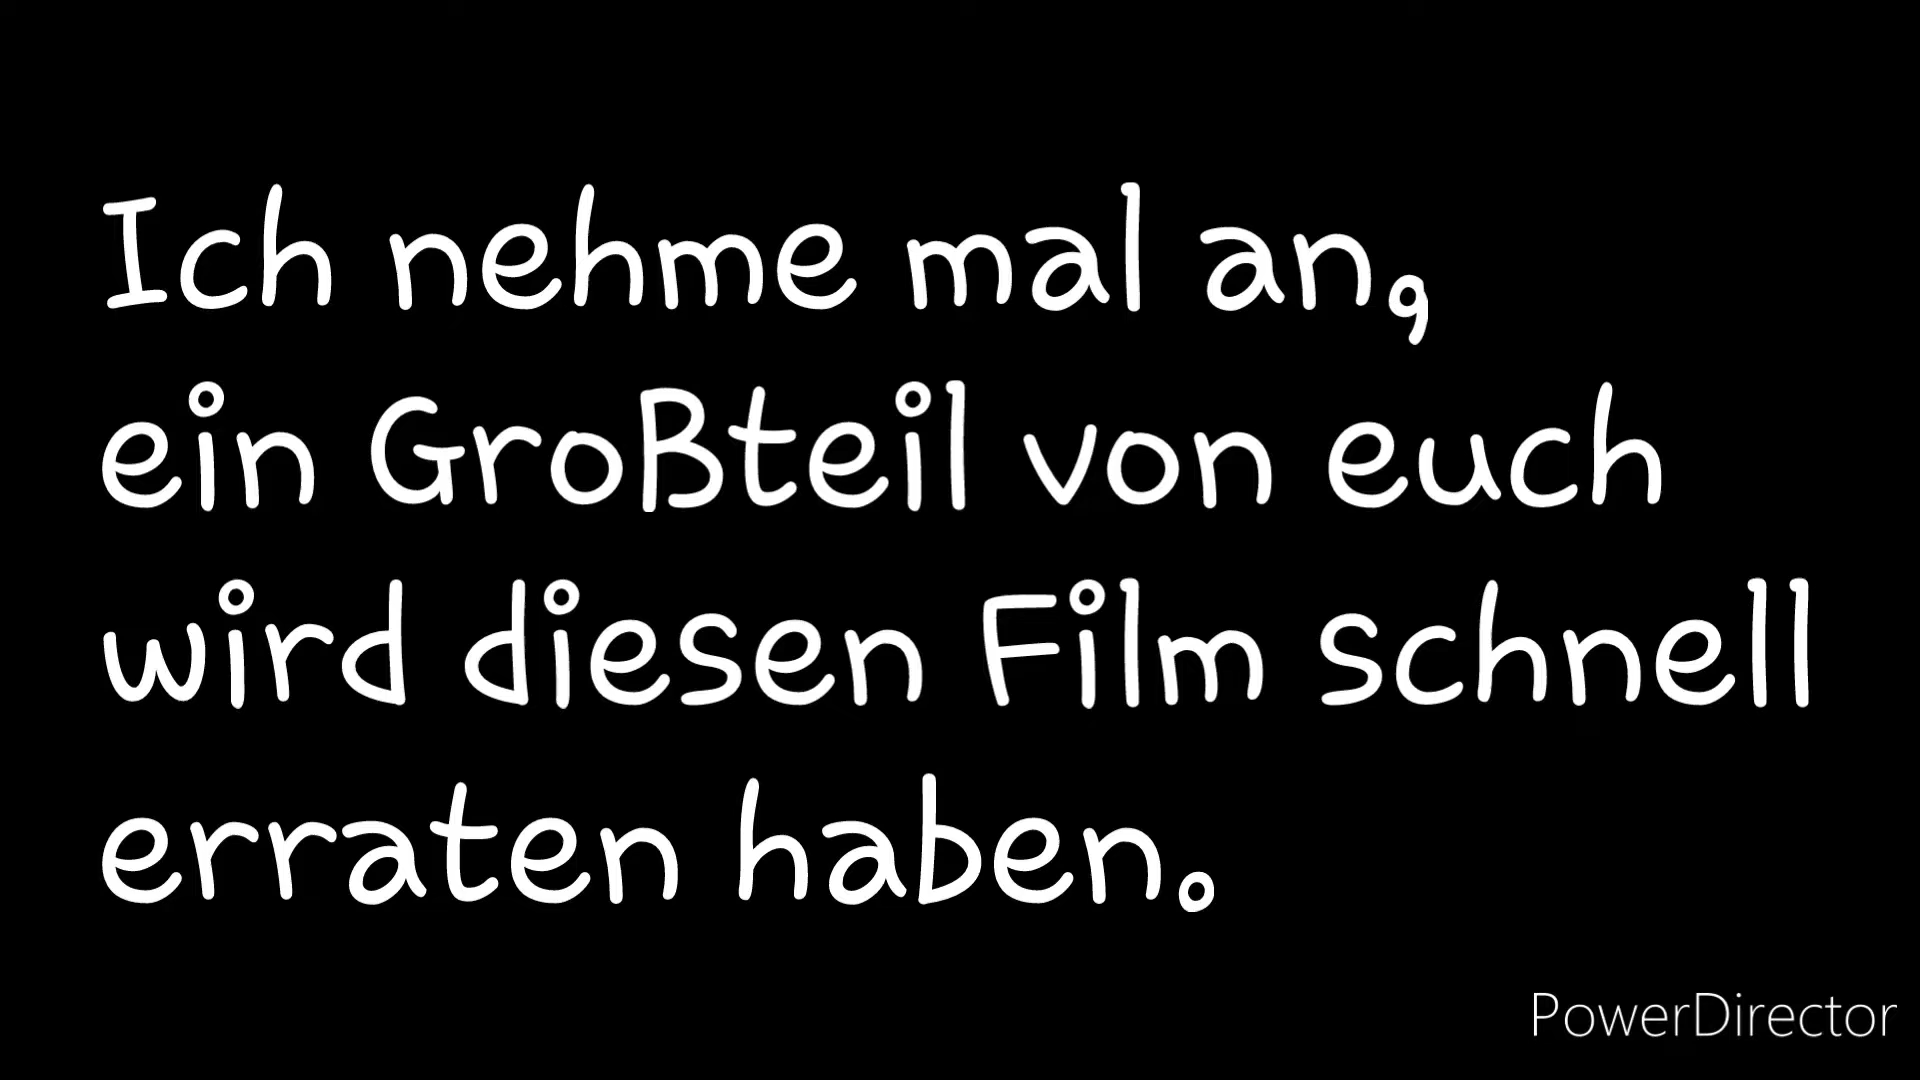 Ich nehme mal an,
ein Großteil von euch
wird diesen Film schnell
erraten haben.
PowerDirector